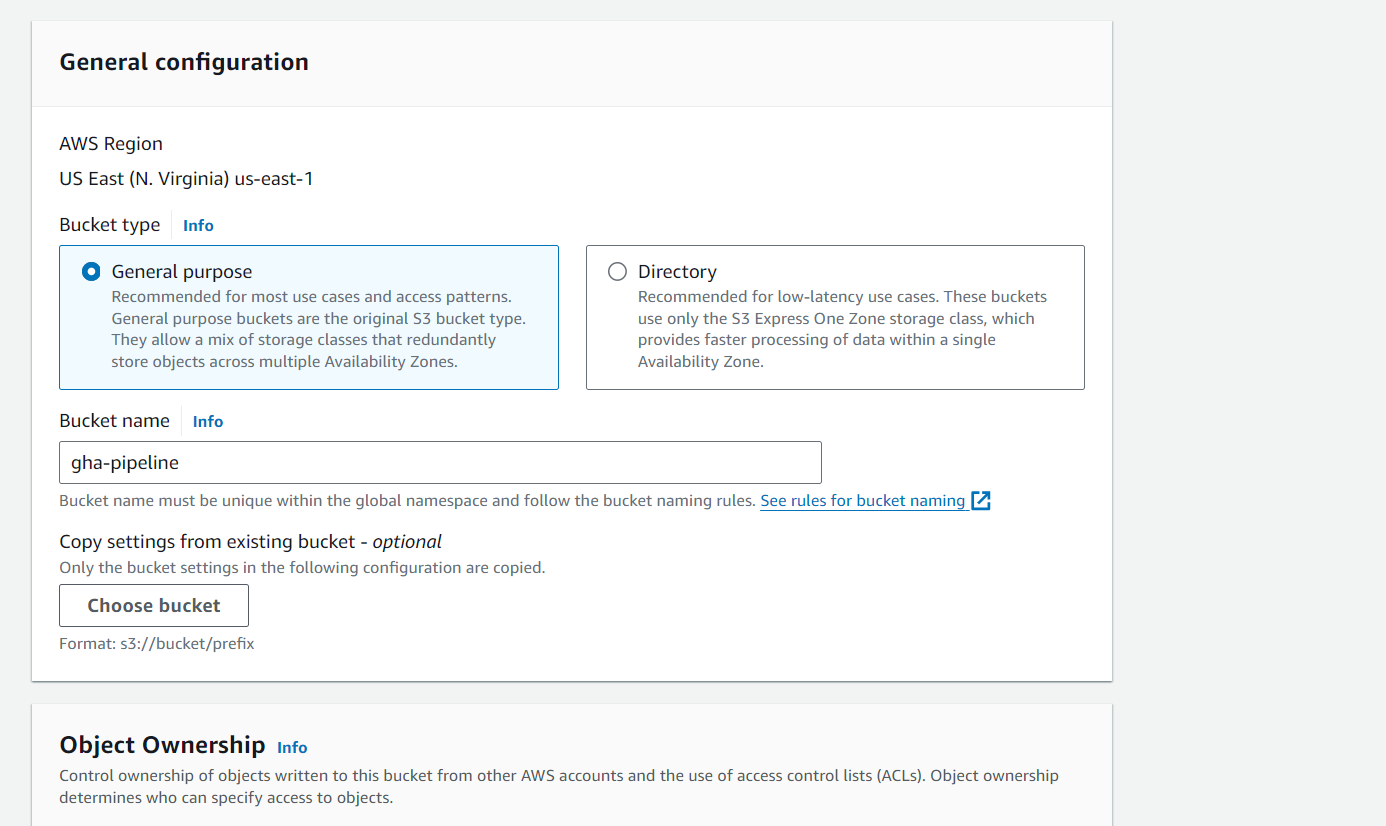 General configuration
AWS Region
US East (N. Virginia) us-east-1
Bucket type Info
General purpose
Recommended for most use cases and access patterns.
General purpose buckets are the original S3 bucket type.
They allow a mix of storage classes that redundantly
store objects across multiple Availability Zones.
Directory
Recommended for low-latency use cases. These buckets
use only the S3 Express One Zone storage class, which
provides faster processing of data within a single
Availability Zone.
Bucket name Info
gha-pipeline
Bucket name must be unique within the global namespace and follow the bucket naming rules. See rules for bucket naming
Copy settings from existing bucket - optional
Only the bucket settings in the following configuration are copied.
Choose bucket
Format: s3://bucket/prefix
Object Ownership Info
Control ownership of objects written to this bucket from other AWS accounts and the use of access control lists (ACLs). Object ownership
determines who can specify access to objects.